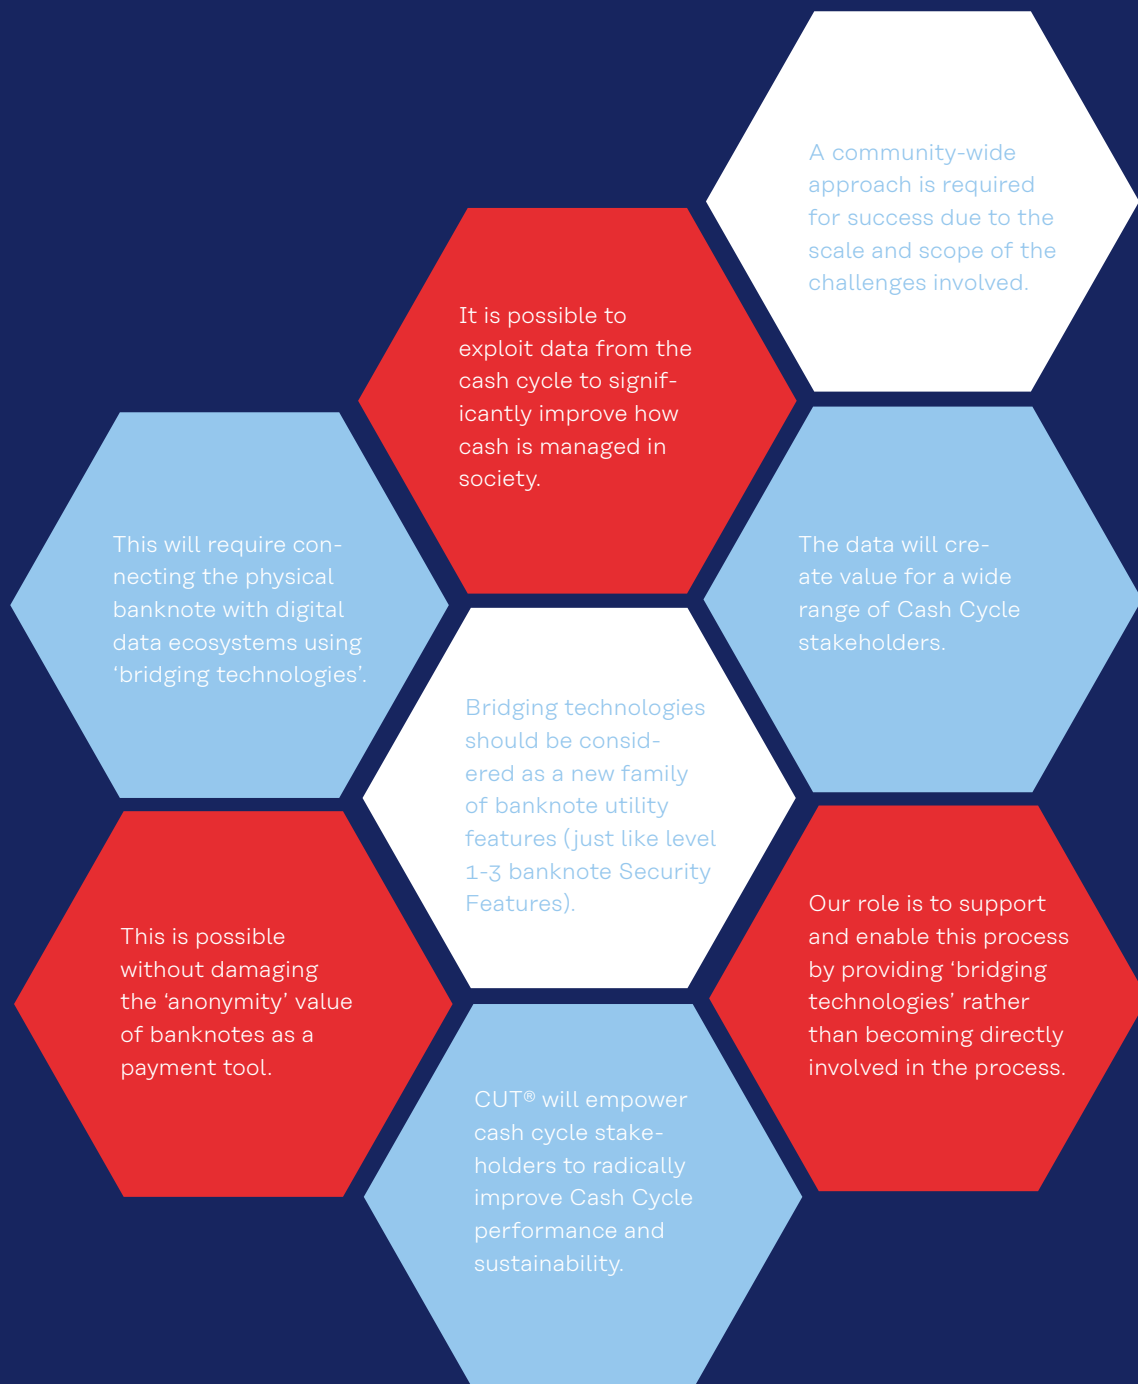 A community-wide
approach is required
for success due to the
scale and scope of the
challenges involved.
It is possible to
exploit data from the
cash cycle to signif-
icantly improve how
cash is managed in
society.
This will require con-
necting the physical
banknote with digital
data ecosystems using
‘bridging technologies’.
The data will cre-
ate value for a wide
range of Cash Cycle
stakeholders.
Bridging technologies
should be consid-
ered as a new family
of banknote utility
features (just like level
1-3 banknote Security
Features).
This is possible
without damaging
the ‘anonymity’ value
of banknotes as a
payment tool.
Our role is to support
and enable this process
by providing ‘bridging
technologies’ rather
than becoming directly
involved in the process.
CUT® will empower
cash cycle stake-
holders to radically
improve Cash Cycle
performance and
sustainability.